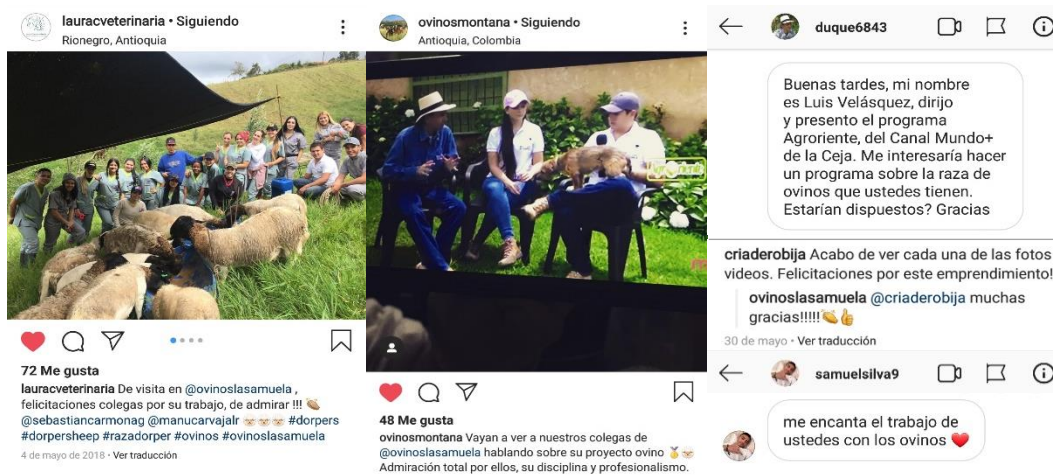 lauracveterinaria • Siguiendo
Rionegro, Antioquia
72 Me gusta
lauracveterinaria De visita en @ovinoslasamuela ,
felicitaciones colegas por su trabajo, de admirar !!! 👏
@sebastiancarmonag @manucarvajalr 🐑🐑🐑 #dorpers
#dorpersheep #razadorper #ovinos #ovinoslasamuela
4 de mayo de 2018 • Ver traducción
ovinosmontana • Siguiendo
Antioquia, Colombia
48 Me gusta
ovinosmontana Vayan a ver a nuestros colegas de
@ovinoslasamuela hablando sobre su proyecto ovino 🥇🐑
Admiración total por ellos, su disciplina y profesionalismo.
duque6843
Buenas tardes, mi nombre
es Luis Velásquez, dirijo
y presento el programa
Agroriente, del Canal Mundo+
de la Ceja. Me interesaría hacer
un programa sobre la raza de
ovinos que ustedes tienen.
Estarían dispuestos? Gracias
criaderobija Acabo de ver cada una de las fotos
videos. Felicitaciones por este emprendimiento!
ovinoslasamuela @criaderobija muchas
gracias!!!!!👏👍
30 de mayo • Ver traducción
samuelsilva9
me encanta el trabajo de
ustedes con los ovinos ❤️